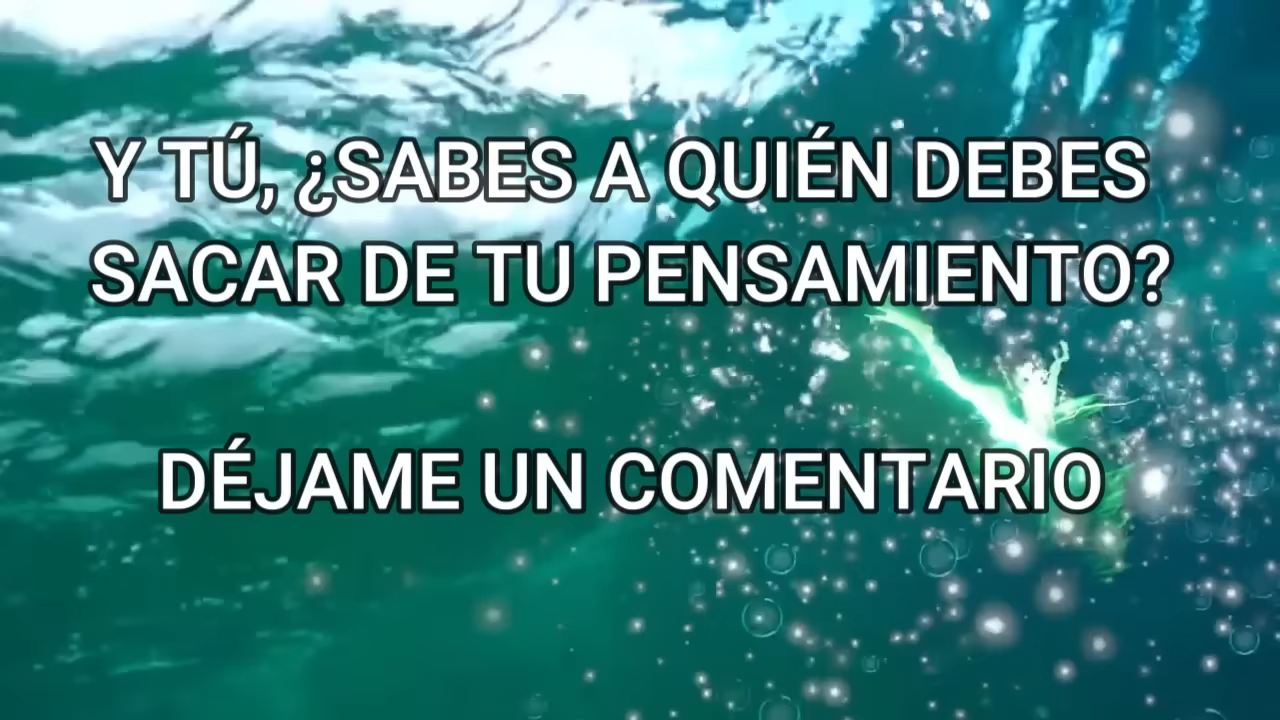 Y TÚ, ¿SABES A QUIÉN DEBES
SACAR DE TU PENSAMIENTO?
DÉJAME UN COMENTARIO